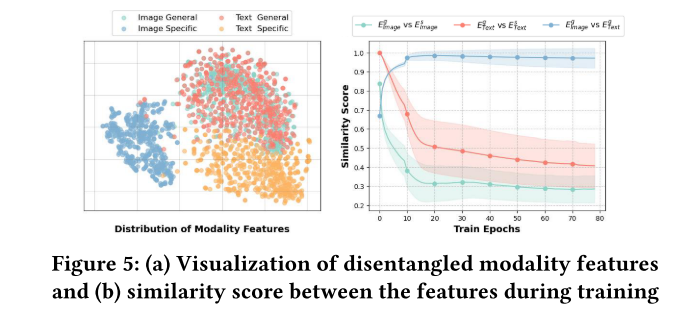 Image General Text General
Image Specific Text Specific
Distribution of Modality Features
E^g_Image vs E^s_Image E^g_Text vs E^s_Text E^g_Image vs E^g_Text
Similarity Score
1.0
0.9
0.8
0.7
0.6
0.5
0.4
0.3
0.2
0 10 20 30 40 50 60 70 80
Train Epochs
Figure 5: (a) Visualization of disentangled modality features
and (b) similarity score between the features during training